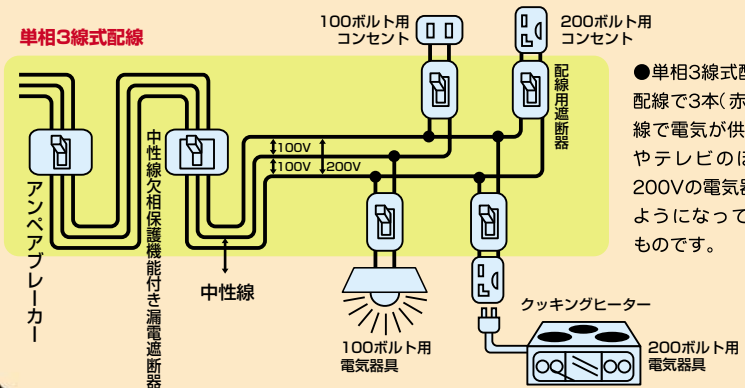 単相3線式配線
100ボルト用
コンセント
200ボルト用
コンセント
配線用遮断器
100V
100V
200V
アンペアブレーカー
中性線欠相保護機能付き漏電遮断器
中性線
100ボルト用
電気器具
クッキングヒーター
200ボルト用
電気器具
●単相3線式配
配線で3本(赤
線で電気が供
やテレビのほ
200Vの電気器
ようになって
ものです。